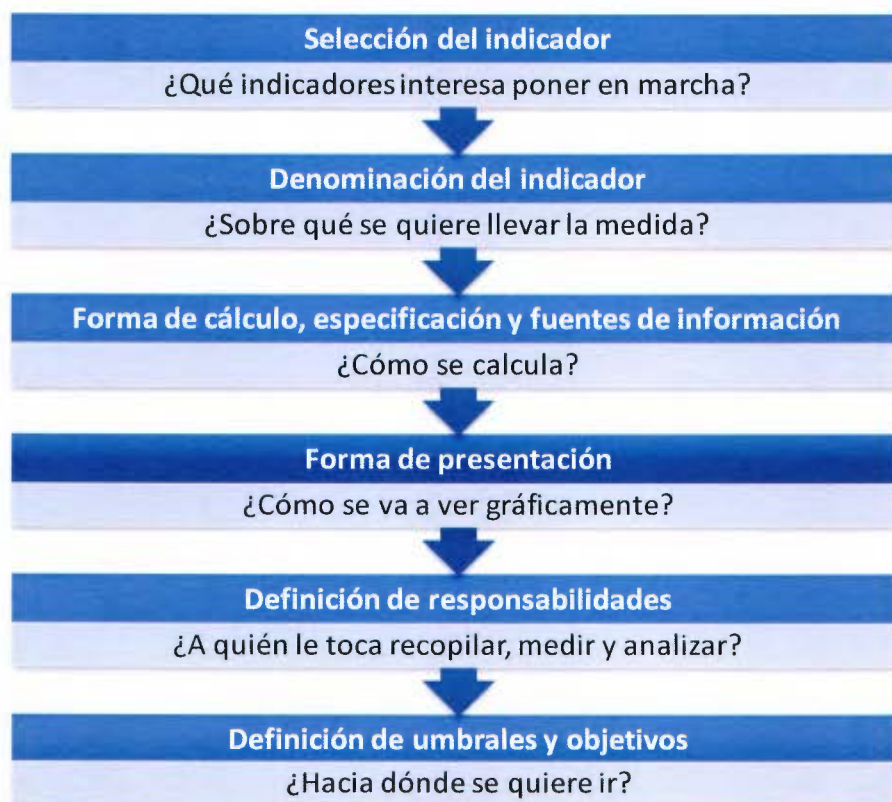 Selección del indicador
¿Qué indicadores interesa poner en marcha?
Denominación del indicador
¿Sobre qué se quiere llevar la medida?
Forma de cálculo, especificación y fuentes de información
¿Cómo se calcula?
Forma de presentación
¿Cómo se va a ver gráficamente?
Definición de responsabilidades
¿A quién le toca recopilar, medir y analizar?
Definición de umbrales y objetivos
¿Hacia dónde se quiere ir?